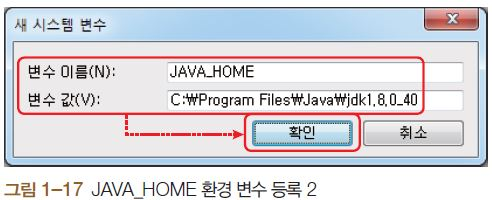 새 시스템 변수
변수 이름(N): JAVA_HOME
변수 값(V): C:₩Program Files₩Java₩jdk1.8.0_40
확인 취소
그림 1-17 JAVA_HOME 환경 변수 등록 2